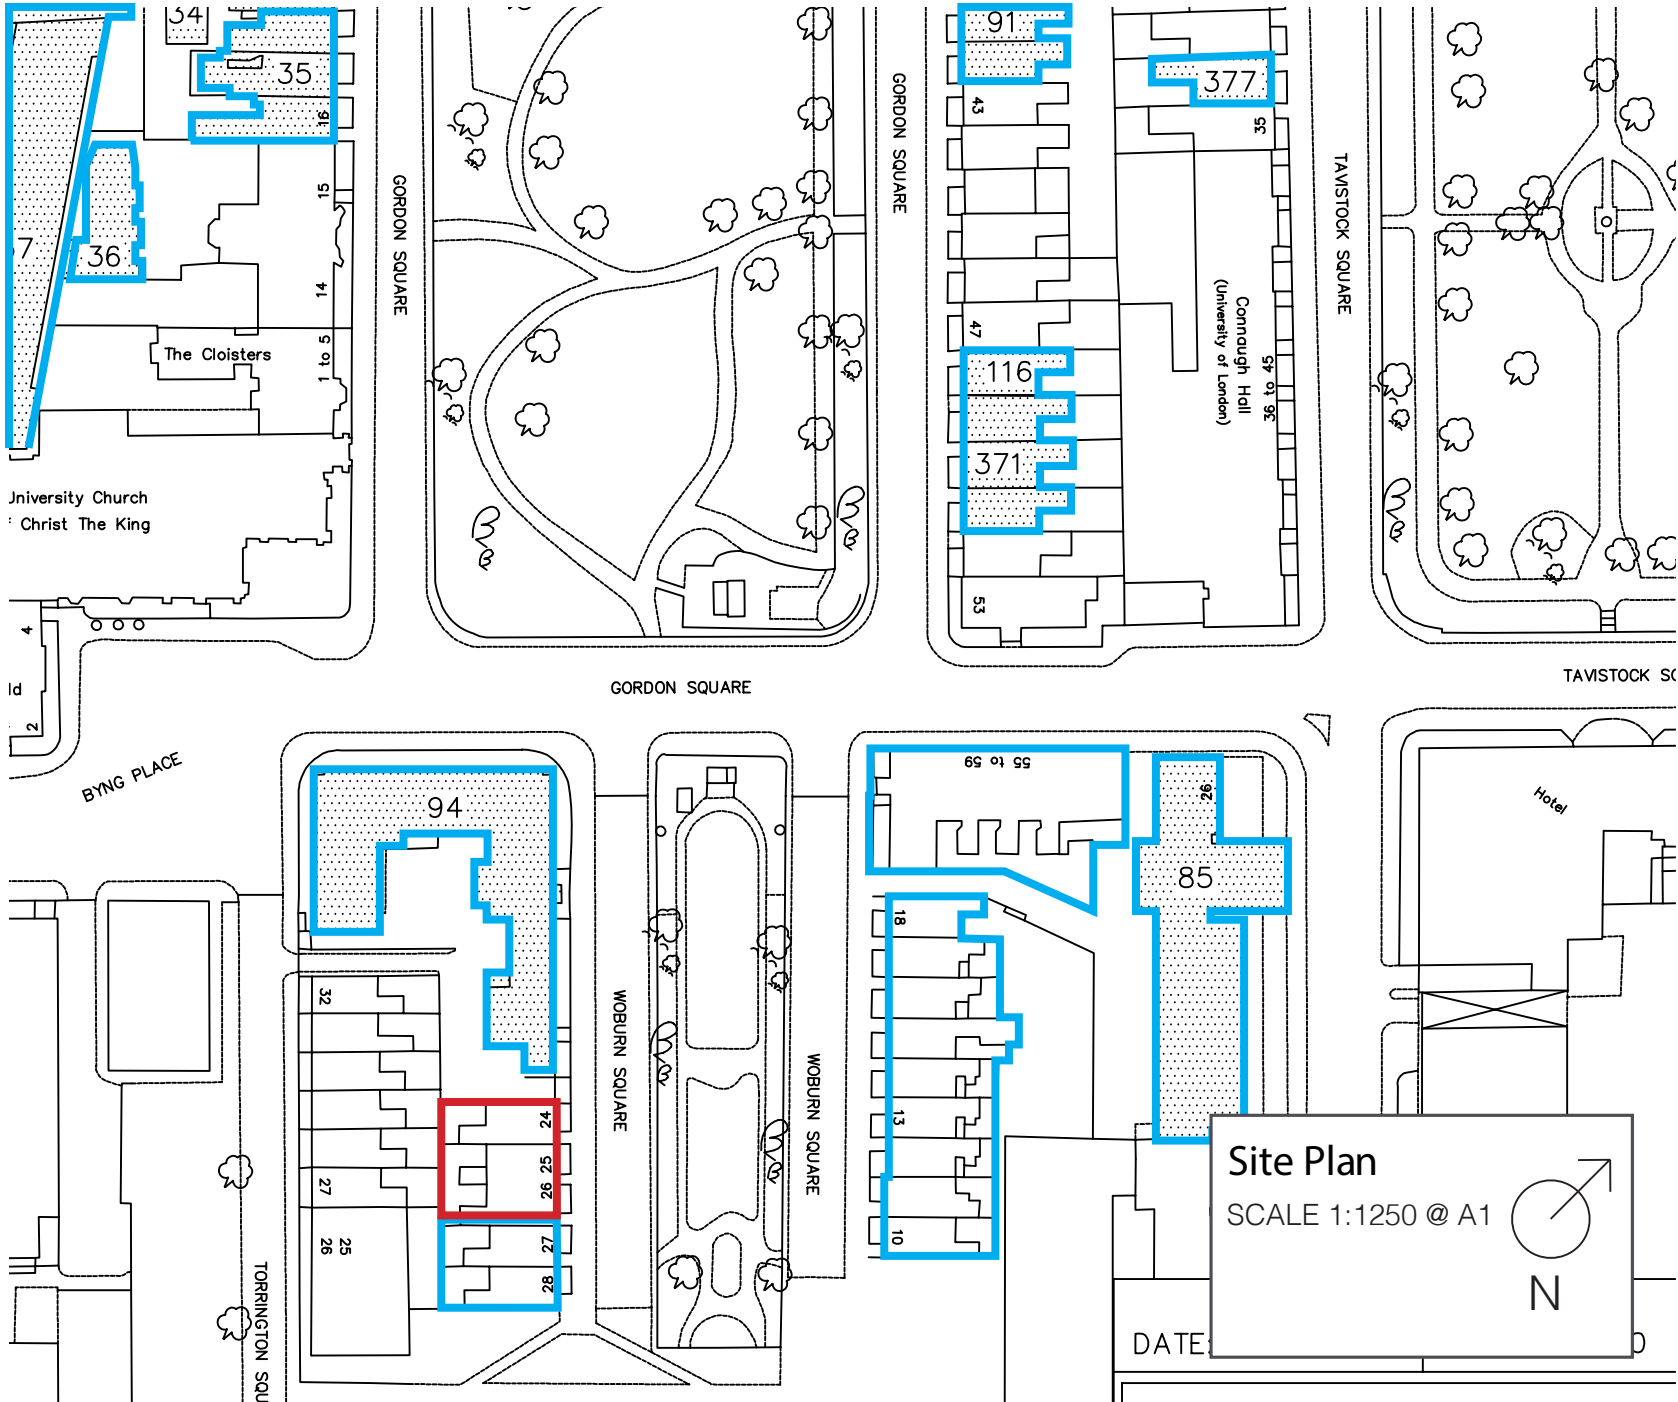 34
91
35
377
16
43
35
GORDON SQUARE
GORDON SQUARE
TAVISTOCK SQUARE
15
36
14
47
The Cloisters
1 to 5
116
Connaugh Hall
(University of London)
36 to 45
371
University Church
Christ The King
53
4
ld
2
GORDON SQUARE
TAVISTOCK SQ
BYNG PLACE
55 to 59
94
26
Hotel
85
18
32
WOBURN SQUARE
WOBURN SQUARE
24
13
25
27
26
10
27
25
26
28
TORRINGTON SQU
Site Plan
SCALE 1:1250 @ A1
N
DATE: